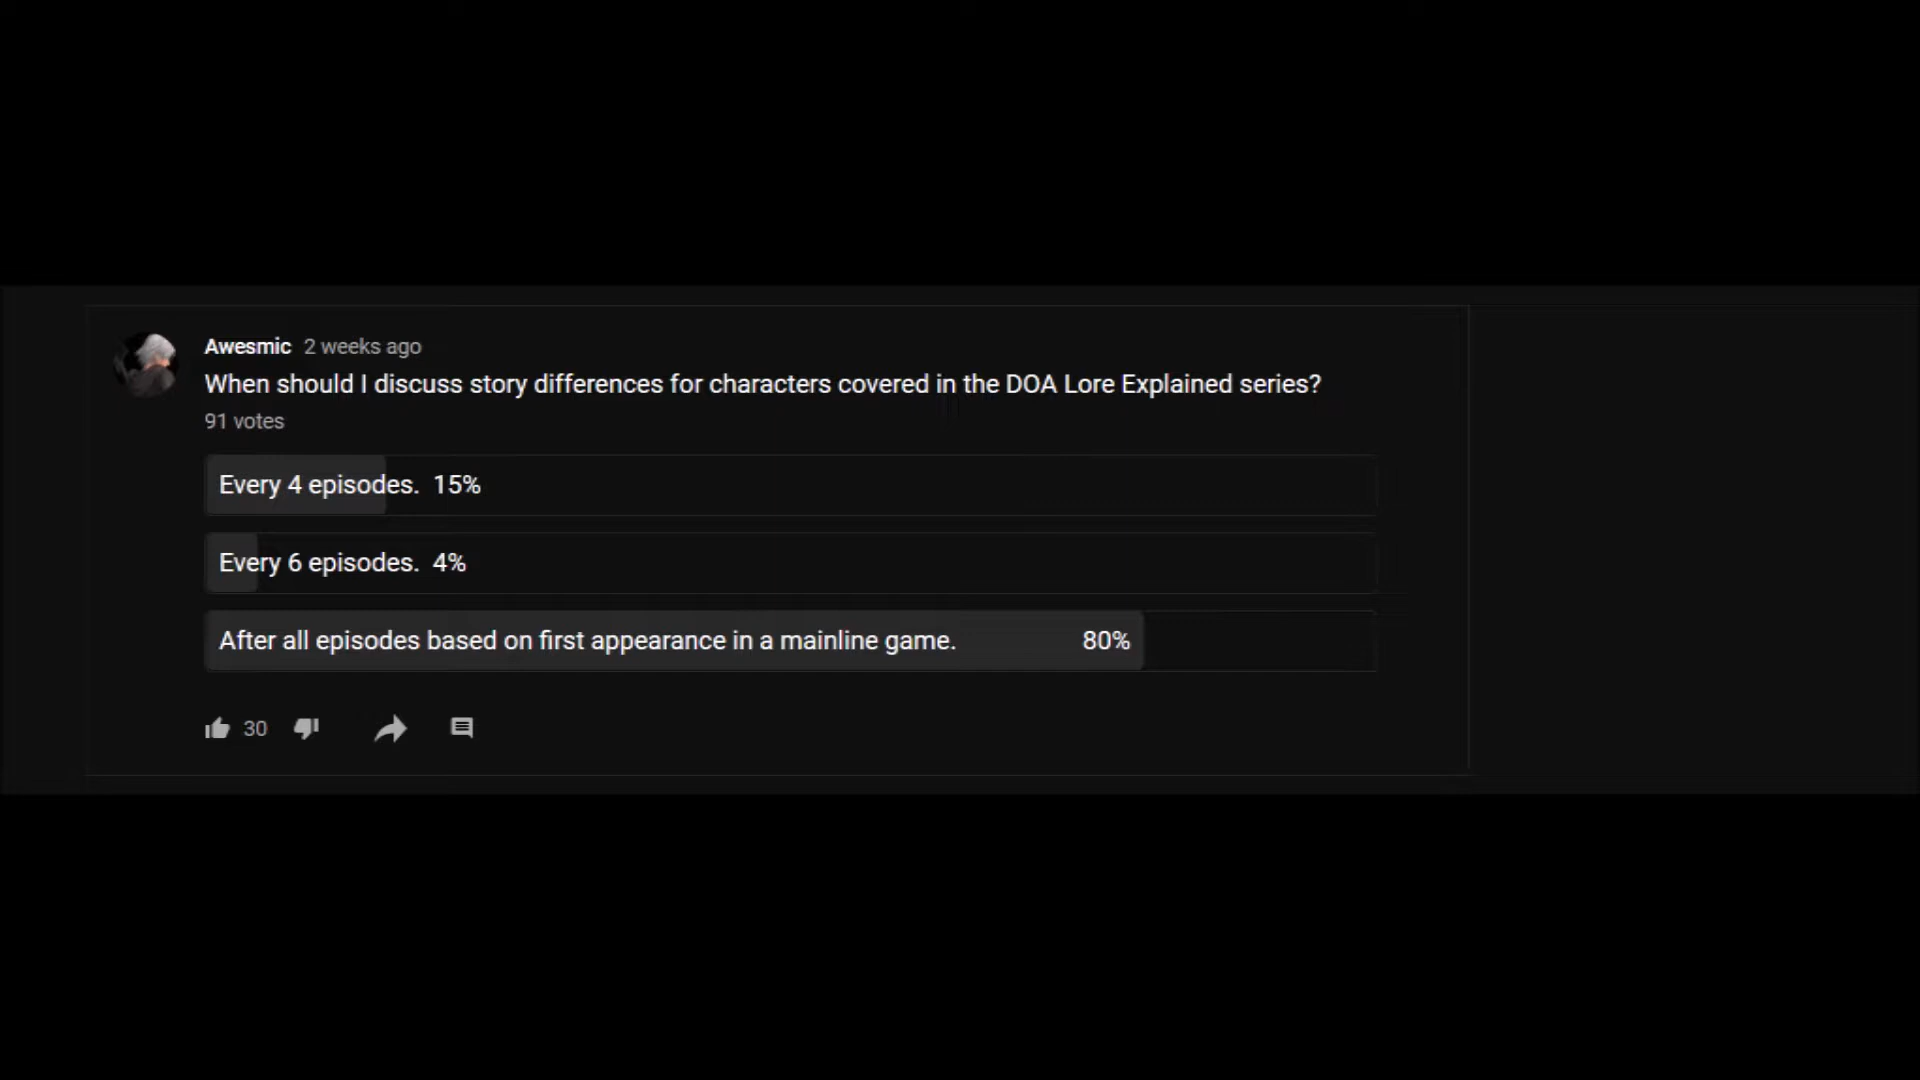 Awesmic 2 weeks ago
When should I discuss story differences for characters covered in the DOA Lore Explained series?
91 votes
Every 4 episodes. 15%
Every 6 episodes. 4%
After all episodes based on first appearance in a mainline game. 80%
30